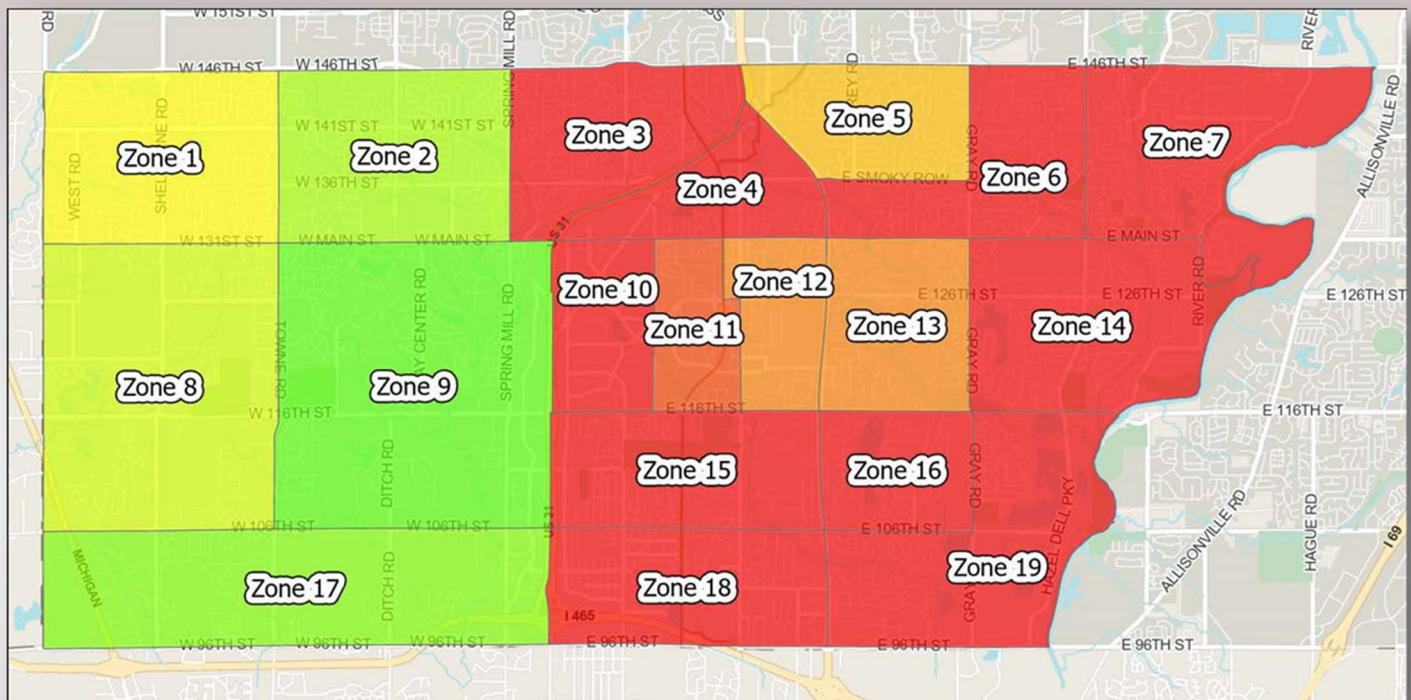 RD
W 151ST ST
SPRING MILL RD
RIVER
W 146TH ST
W 146TH ST
E 146TH ST
ALLISONVILLE RD
WEST RD
Zone 1
W 141ST ST
W 141ST ST
Zone 2
W 136TH ST
Zone 3
Zone 4
Zone 5
E SMOKY ROW
GRAY RD
Zone 6
Zone 7
W 131ST ST
W MAIN ST
W MAIN ST
US 31
E MAIN ST
Zone 8
TOWNE RD
Zone 9
SPRING MILL RD
Zone 10
Zone 11
Zone 12
E 126TH ST
Zone 13
GRAY RD
E 126TH ST
Zone 14
RIVER RD
E 126TH ST
W 116TH ST
E 116TH ST
E 116TH ST
DITCH RD
Zone 15
Zone 16
GRAY RD
HAZEL DELL PKY
ALLISONVILLE RD
HAGUE RD
I 69
W 106TH ST
W 106TH ST
US 31
E 106TH ST
MICHIGAN
Zone 17
DITCH RD
Zone 18
Zone 19
I 465
W 96TH ST
W 96TH ST
W 96TH ST
E 96TH ST
E 96TH ST
E 96TH ST